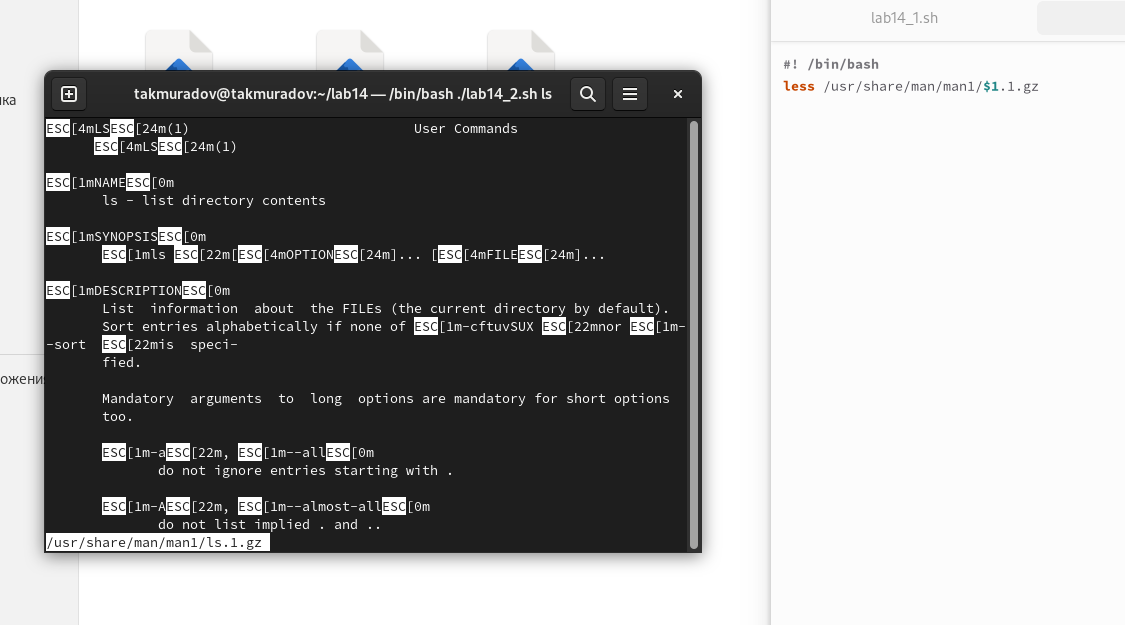 ка
ожения
takmuradov@takmuradov:~/lab14 — /bin/bash ./lab14_2.sh ls
ESC[4mLSESC[24m(1)                            User Commands
      ESC[4mLSESC[24m(1)
ESC[1mNAMEESC[0m
       ls - list directory contents
ESC[1mSYNOPSISESC[0m
       ESC[1mls ESC[22m[ESC[4mOPTIONESC[24m]... [ESC[4mFILEESC[24m]...
ESC[1mDESCRIPTIONESC[0m
       List  information  about  the FILEs (the current directory by default).
       Sort entries alphabetically if none of ESC[1m-cftuvSUX ESC[22mnor ESC[1m-
-sort  ESC[22mis  speci-
       fied.
       Mandatory  arguments  to  long  options are mandatory for short options
       too.
       ESC[1m-aESC[22m, ESC[1m--allESC[0m
              do not ignore entries starting with .
       ESC[1m-AESC[22m, ESC[1m--almost-allESC[0m
              do not list implied . and ..
/usr/share/man/man1/ls.1.gz
lab14_1.sh
#! /bin/bash
less /usr/share/man/man1/$1.1.gz